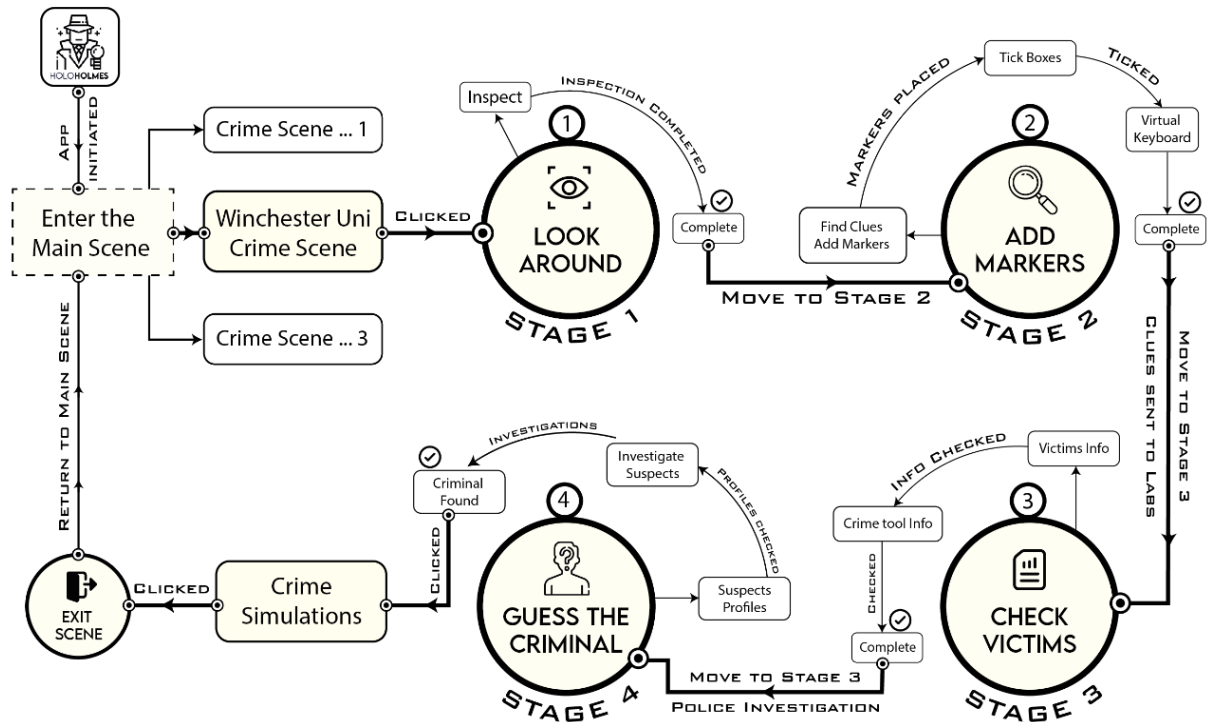 HOLOHOLMES
APP
INITIATED
Enter the
Main Scene
Crime Scene ... 1
Winchester Uni
Crime Scene
Crime Scene ... 3
CLICKED
Inspect
INSPECTION COMPLETED
1
LOOK
AROUND
STAGE 1
Complete
MOVE TO STAGE 2
2
ADD
MARKERS
STAGE 2
Find Clues
Add Markers
MARKERS PLACED
Tick Boxes
TICKED
Virtual
Keyboard
Complete
MOVE TO STAGE 3
CLUES SENT TO LABS
3
CHECK
VICTIMS
STAGE 3
Victims Info
INFO CHECKED
Crime tool Info
CHECKED
Complete
MOVE TO STAGE 3
POLICE INVESTIGATION
4
GUESS THE
CRIMINAL
STAGE 4
Suspects
Profiles
PROFILES CHECKED
Investigate
Suspects
INVESTIGATIONS
Criminal
Found
CLICKED
Crime
Simulations
CLICKED
EXIT
SCENE
RETURN TO MAIN SCENE